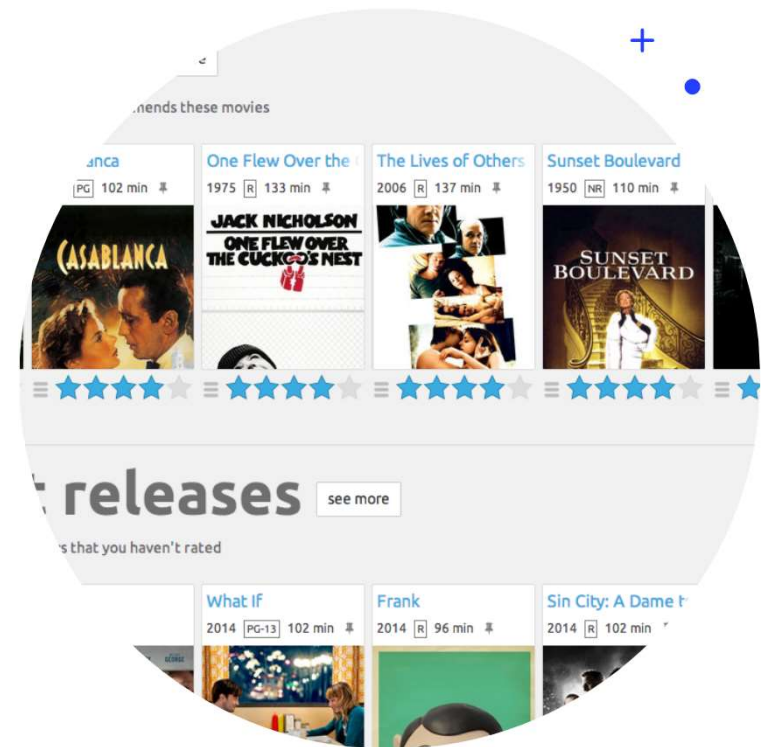 these movies
One Flew Over the
The Lives of Others
Sunset Boulevard
PG 102 min
1975 R 133 min
2006 R 137 min
1950 NR 110 min
CASABLANCA
JACK NICHOLSON
ONE FLEW OVER
THE CUCKOO'S NEST
SUNSET
BOULEVARD
releases
see more
that you haven't rated
What If
Frank
Sin City: A Dame
2014 PG-13 102 min
2014 R 96 min
2014 R 102 min
GEORGE